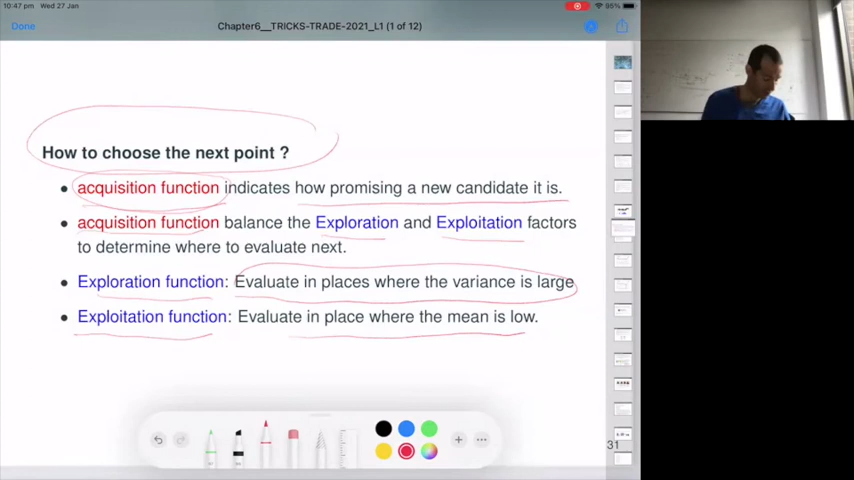 10:47 pm Wed 27 Jan
95%
Done
Chapter6__TRICKS-TRADE-2021_L1 (1 of 12)
How to choose the next point ?
• acquisition function indicates how promising a new candidate it is.
• acquisition function balance the Exploration and Exploitation factors
to determine where to evaluate next.
• Exploration function: Evaluate in places where the variance is large
• Exploitation function: Evaluate in place where the mean is low.
31